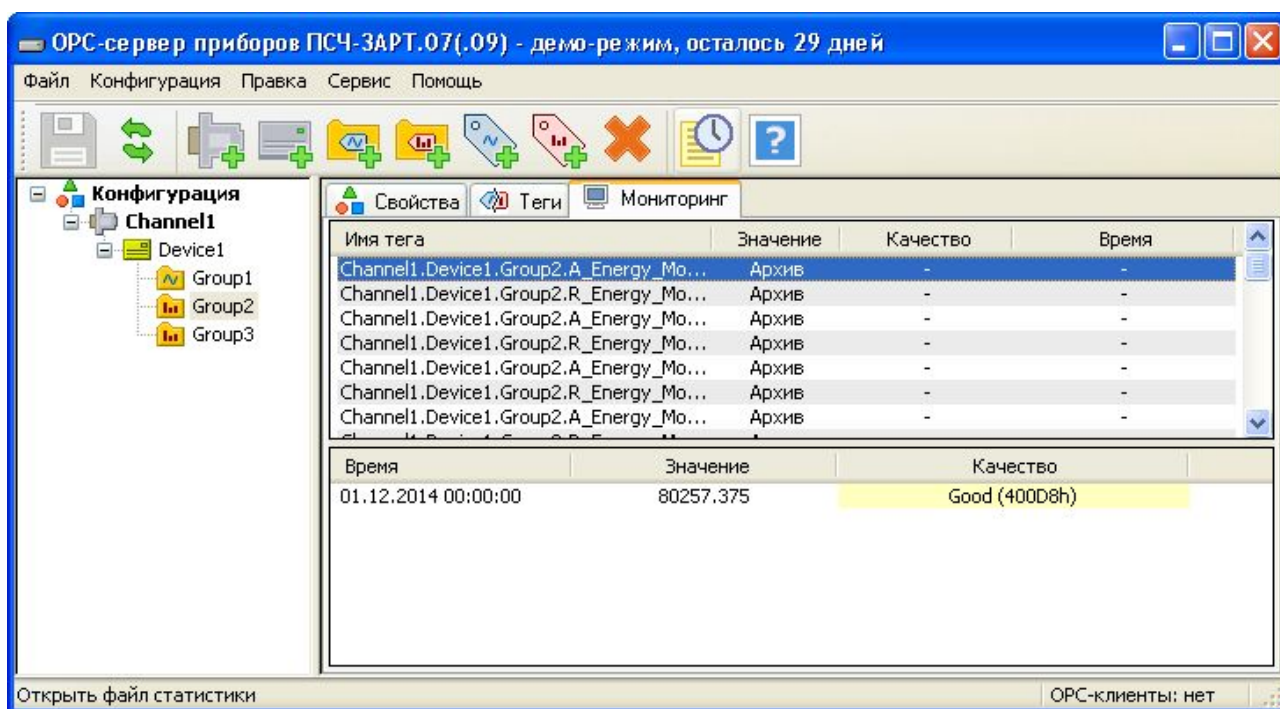 ОРС-сервер приборов ПСЧ-3АРТ.07(.09) - демо-режим, осталось 29 дней
Файл Конфигурация Правка Сервис Помощь
Конфигурация
Channel1
Device1
Group1
Group2
Group3
Свойства Теги Мониторинг
Имя тега Значение Качество Время
Channel1.Device1.Group2.A_Energy_Mo... Архив - -
Channel1.Device1.Group2.R_Energy_Mo... Архив - -
Channel1.Device1.Group2.A_Energy_Mo... Архив - -
Channel1.Device1.Group2.R_Energy_Mo... Архив - -
Channel1.Device1.Group2.A_Energy_Mo... Архив - -
Channel1.Device1.Group2.R_Energy_Mo... Архив - -
Channel1.Device1.Group2.A_Energy_Mo... Архив - -
Время Значение Качество
01.12.2014 00:00:00 80257.375 Good (400D8h)
Открыть файл статистики ОРС-клиенты: нет